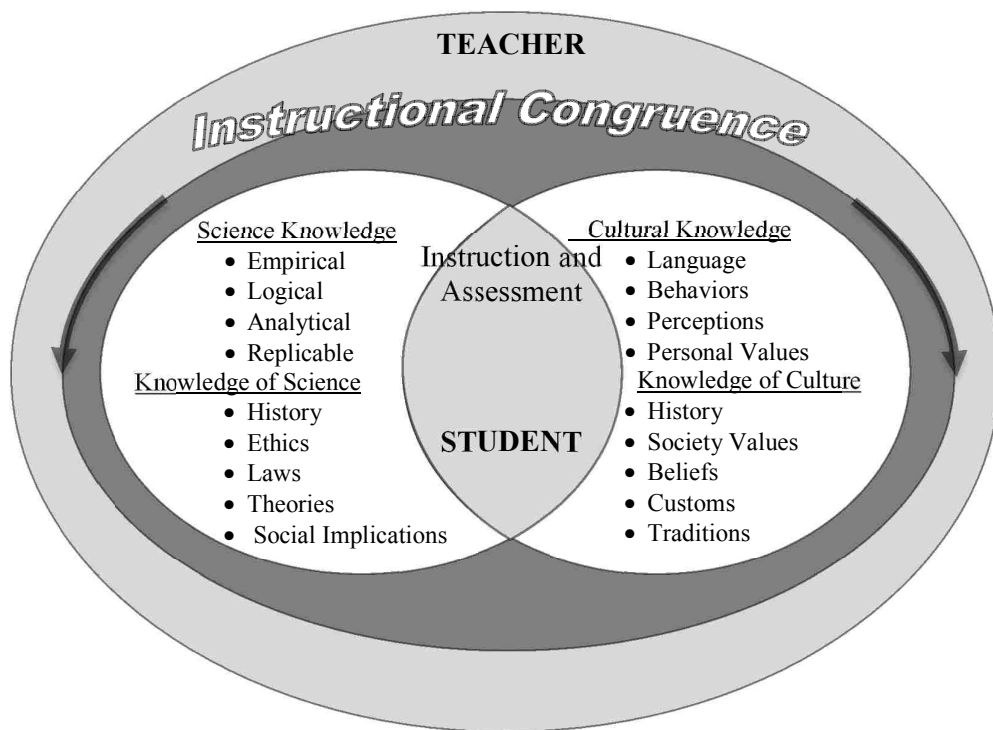 TEACHER
Instructional Congruence
Science Knowledge
• Empirical
• Logical
• Analytical
• Replicable
Knowledge of Science
• History
• Ethics
• Laws
• Theories
• Social Implications
Instruction and
Assessment
STUDENT
Cultural Knowledge
• Language
• Behaviors
• Perceptions
• Personal Values
Knowledge of Culture
• History
• Society Values
• Beliefs
• Customs
• Traditions